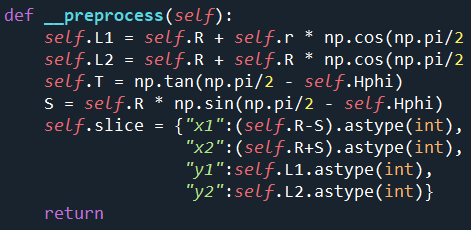 def __preprocess(self):
    self.L1 = self.R + self.r * np.cos(np.pi/2
    self.L2 = self.R + self.R * np.cos(np.pi/2
    self.T = np.tan(np.pi/2 - self.Hphi)
    S = self.R * np.sin(np.pi/2 - self.Hphi)
    self.slice = {"x1":(self.R-S).astype(int),
                  "x2":(self.R+S).astype(int),
                  "y1":self.L1.astype(int),
                  "y2":self.L2.astype(int)}
    return